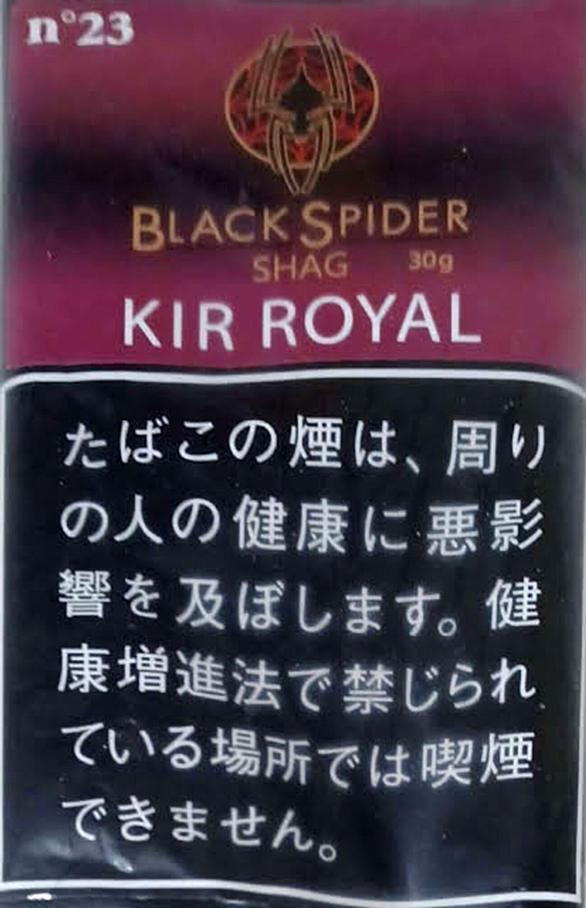 n°23
BLACK SPIDER
SHAG 30g
KIR ROYAL
たばこの煙は、周り
の人の健康に悪影
響を及ぼします。健
康増進法で禁じられ
ている場所では喫煙
できません。